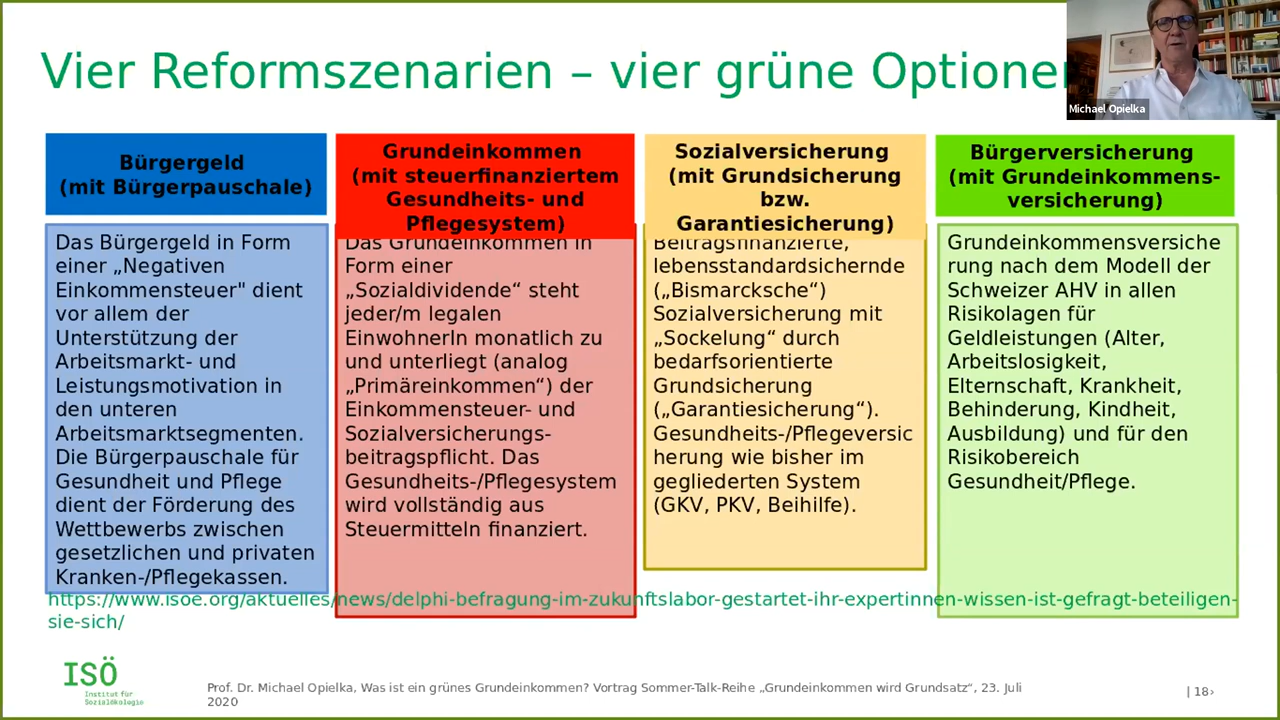 Vier Reformszenarien – vier grüne Optionen
Michael Opielka
Bürgergeld
(mit Bürgerpauschale)
Das Bürgergeld in Form
einer „Negativen
Einkommensteuer" dient
vor allem der
Unterstützung der
Arbeitsmarkt- und
Leistungsmotivation in
den unteren
Arbeitsmarktsegmenten.
Die Bürgerpauschale für
Gesundheit und Pflege
dient der Förderung des
Wettbewerbs zwischen
gesetzlichen und privaten
Kranken-/Pflegekassen.
Grundeinkommen
(mit steuerfinanziertem
Gesundheits- und
Pflegesystem)
Das Grundeinkommen in
Form einer
„Sozialdividende“ steht
jeder/m legalen
EinwohnerIn monatlich zu
und unterliegt (analog
„Primäreinkommen“) der
Einkommensteuer- und
Sozialversicherungs-
beitragspflicht. Das
Gesundheits-/Pflegesystem
wird vollständig aus
Steuermitteln finanziert.
Sozialversicherung
(mit Grundsicherung
bzw.
Garantiesicherung)
Beitragsfinanzierte,
lebensstandardsichernde
(„Bismarcksche“)
Sozialversicherung mit
„Sockelung“ durch
bedarfsorientierte
Grundsicherung
(„Garantiesicherung“).
Gesundheits-/Pflegeversic
herung wie bisher im
gegliederten System
(GKV, PKV, Beihilfe).
Bürgerversicherung
(mit Grundeinkommens-
versicherung)
Grundeinkommensversiche
rung nach dem Modell der
Schweizer AHV in allen
Risikolagen für
Geldleistungen (Alter,
Arbeitslosigkeit,
Elternschaft, Krankheit,
Behinderung, Kindheit,
Ausbildung) und für den
Risikobereich
Gesundheit/Pflege.
https://www.isoe.org/aktuelles/news/delphi-befragung-im-zukunftslabor-gestartet-ihr-expertinnen-wissen-ist-gefragt-beteiligen-
sie-sich/
ISÖ
Institut für
Sozialökologie
Prof. Dr. Michael Opielka, Was ist ein grünes Grundeinkommen? Vortrag Sommer-Talk-Reihe „Grundeinkommen wird Grundsatz“, 23. Juli
2020
| 18›